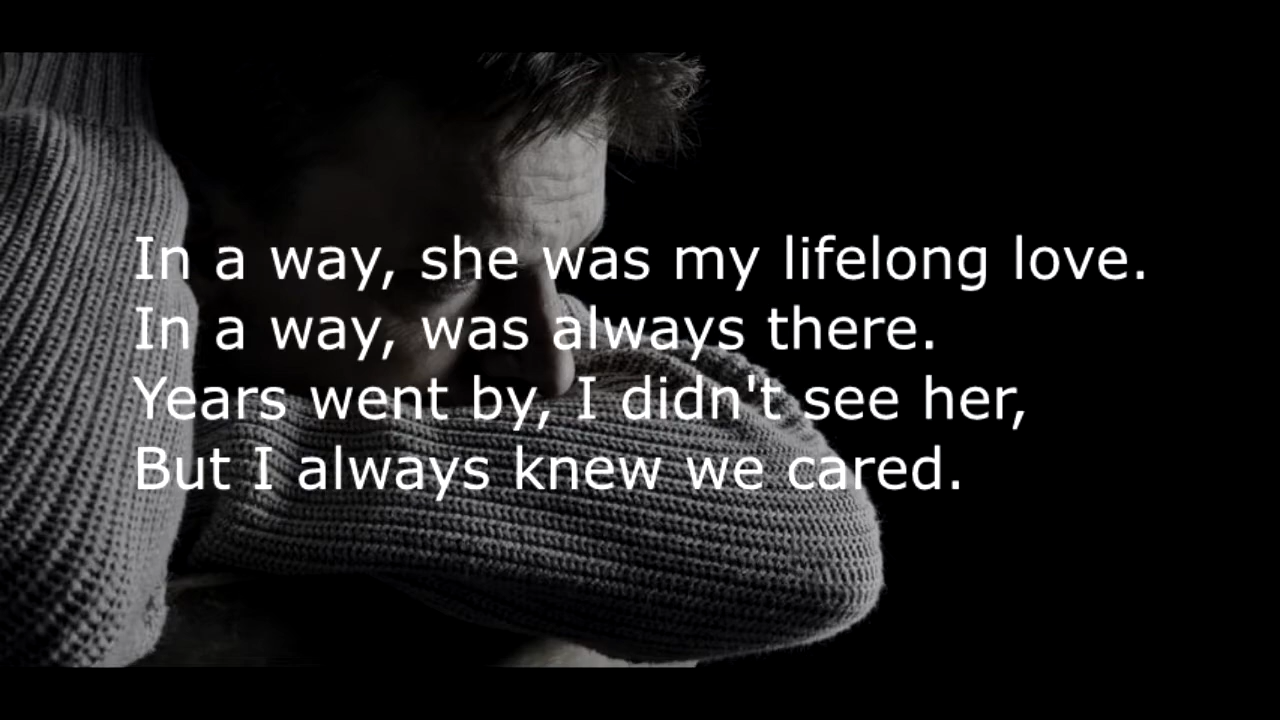 In a way, she was my lifelong love.
In a way, was always there.
Years went by, I didn't see her,
But I always knew we cared.